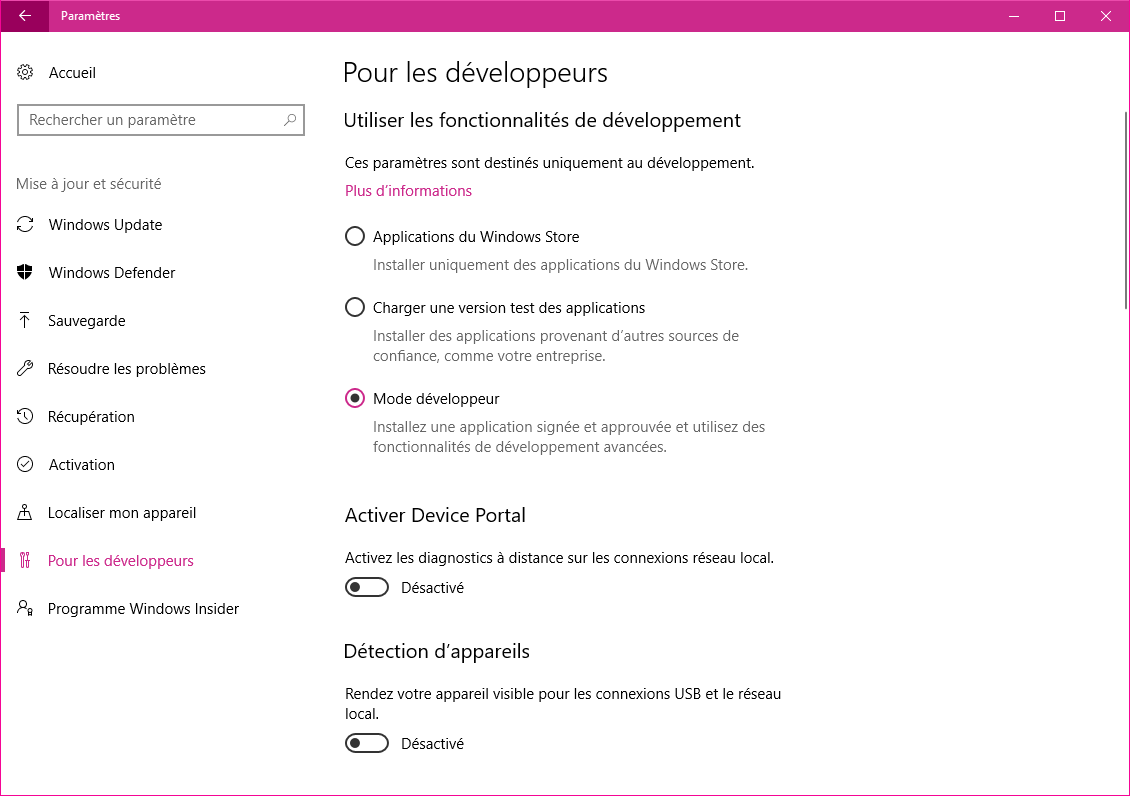 Paramètres
Accueil
Rechercher un paramètre
Mise à jour et sécurité
Windows Update
Windows Defender
Sauvegarde
Résoudre les problèmes
Récupération
Activation
Localiser mon appareil
Pour les développeurs
Programme Windows Insider
Pour les développeurs
Utiliser les fonctionnalités de développement
Ces paramètres sont destinés uniquement au développement.
Plus d’informations
Applications du Windows Store
Installer uniquement des applications du Windows Store.
Charger une version test des applications
Installer des applications provenant d’autres sources de
confiance, comme votre entreprise.
Mode développeur
Installez une application signée et approuvée et utilisez des
fonctionnalités de développement avancées.
Activer Device Portal
Activez les diagnostics à distance sur les connexions réseau local.
Désactivé
Détection d’appareils
Rendez votre appareil visible pour les connexions USB et le réseau
local.
Désactivé